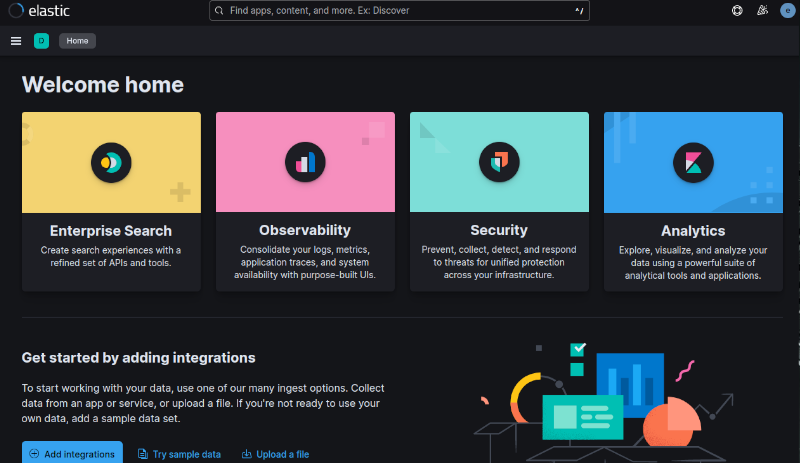 elastic
Find apps, content, and more. Ex: Discover
^/
e
D
Home
Welcome home
Enterprise Search
Create search experiences with a
refined set of APIs and tools.
Observability
Consolidate your logs, metrics,
application traces, and system
availability with purpose-built UIs.
Security
Prevent, collect, detect, and respond
to threats for unified protection
across your infrastructure.
Analytics
Explore, visualize, and analyze your
data using a powerful suite of
analytical tools and applications.
Get started by adding integrations
To start working with your data, use one of our many ingest options. Collect
data from an app or service, or upload a file. If you're not ready to use your
own data, add a sample data set.
Add integrations
Try sample data
Upload a file